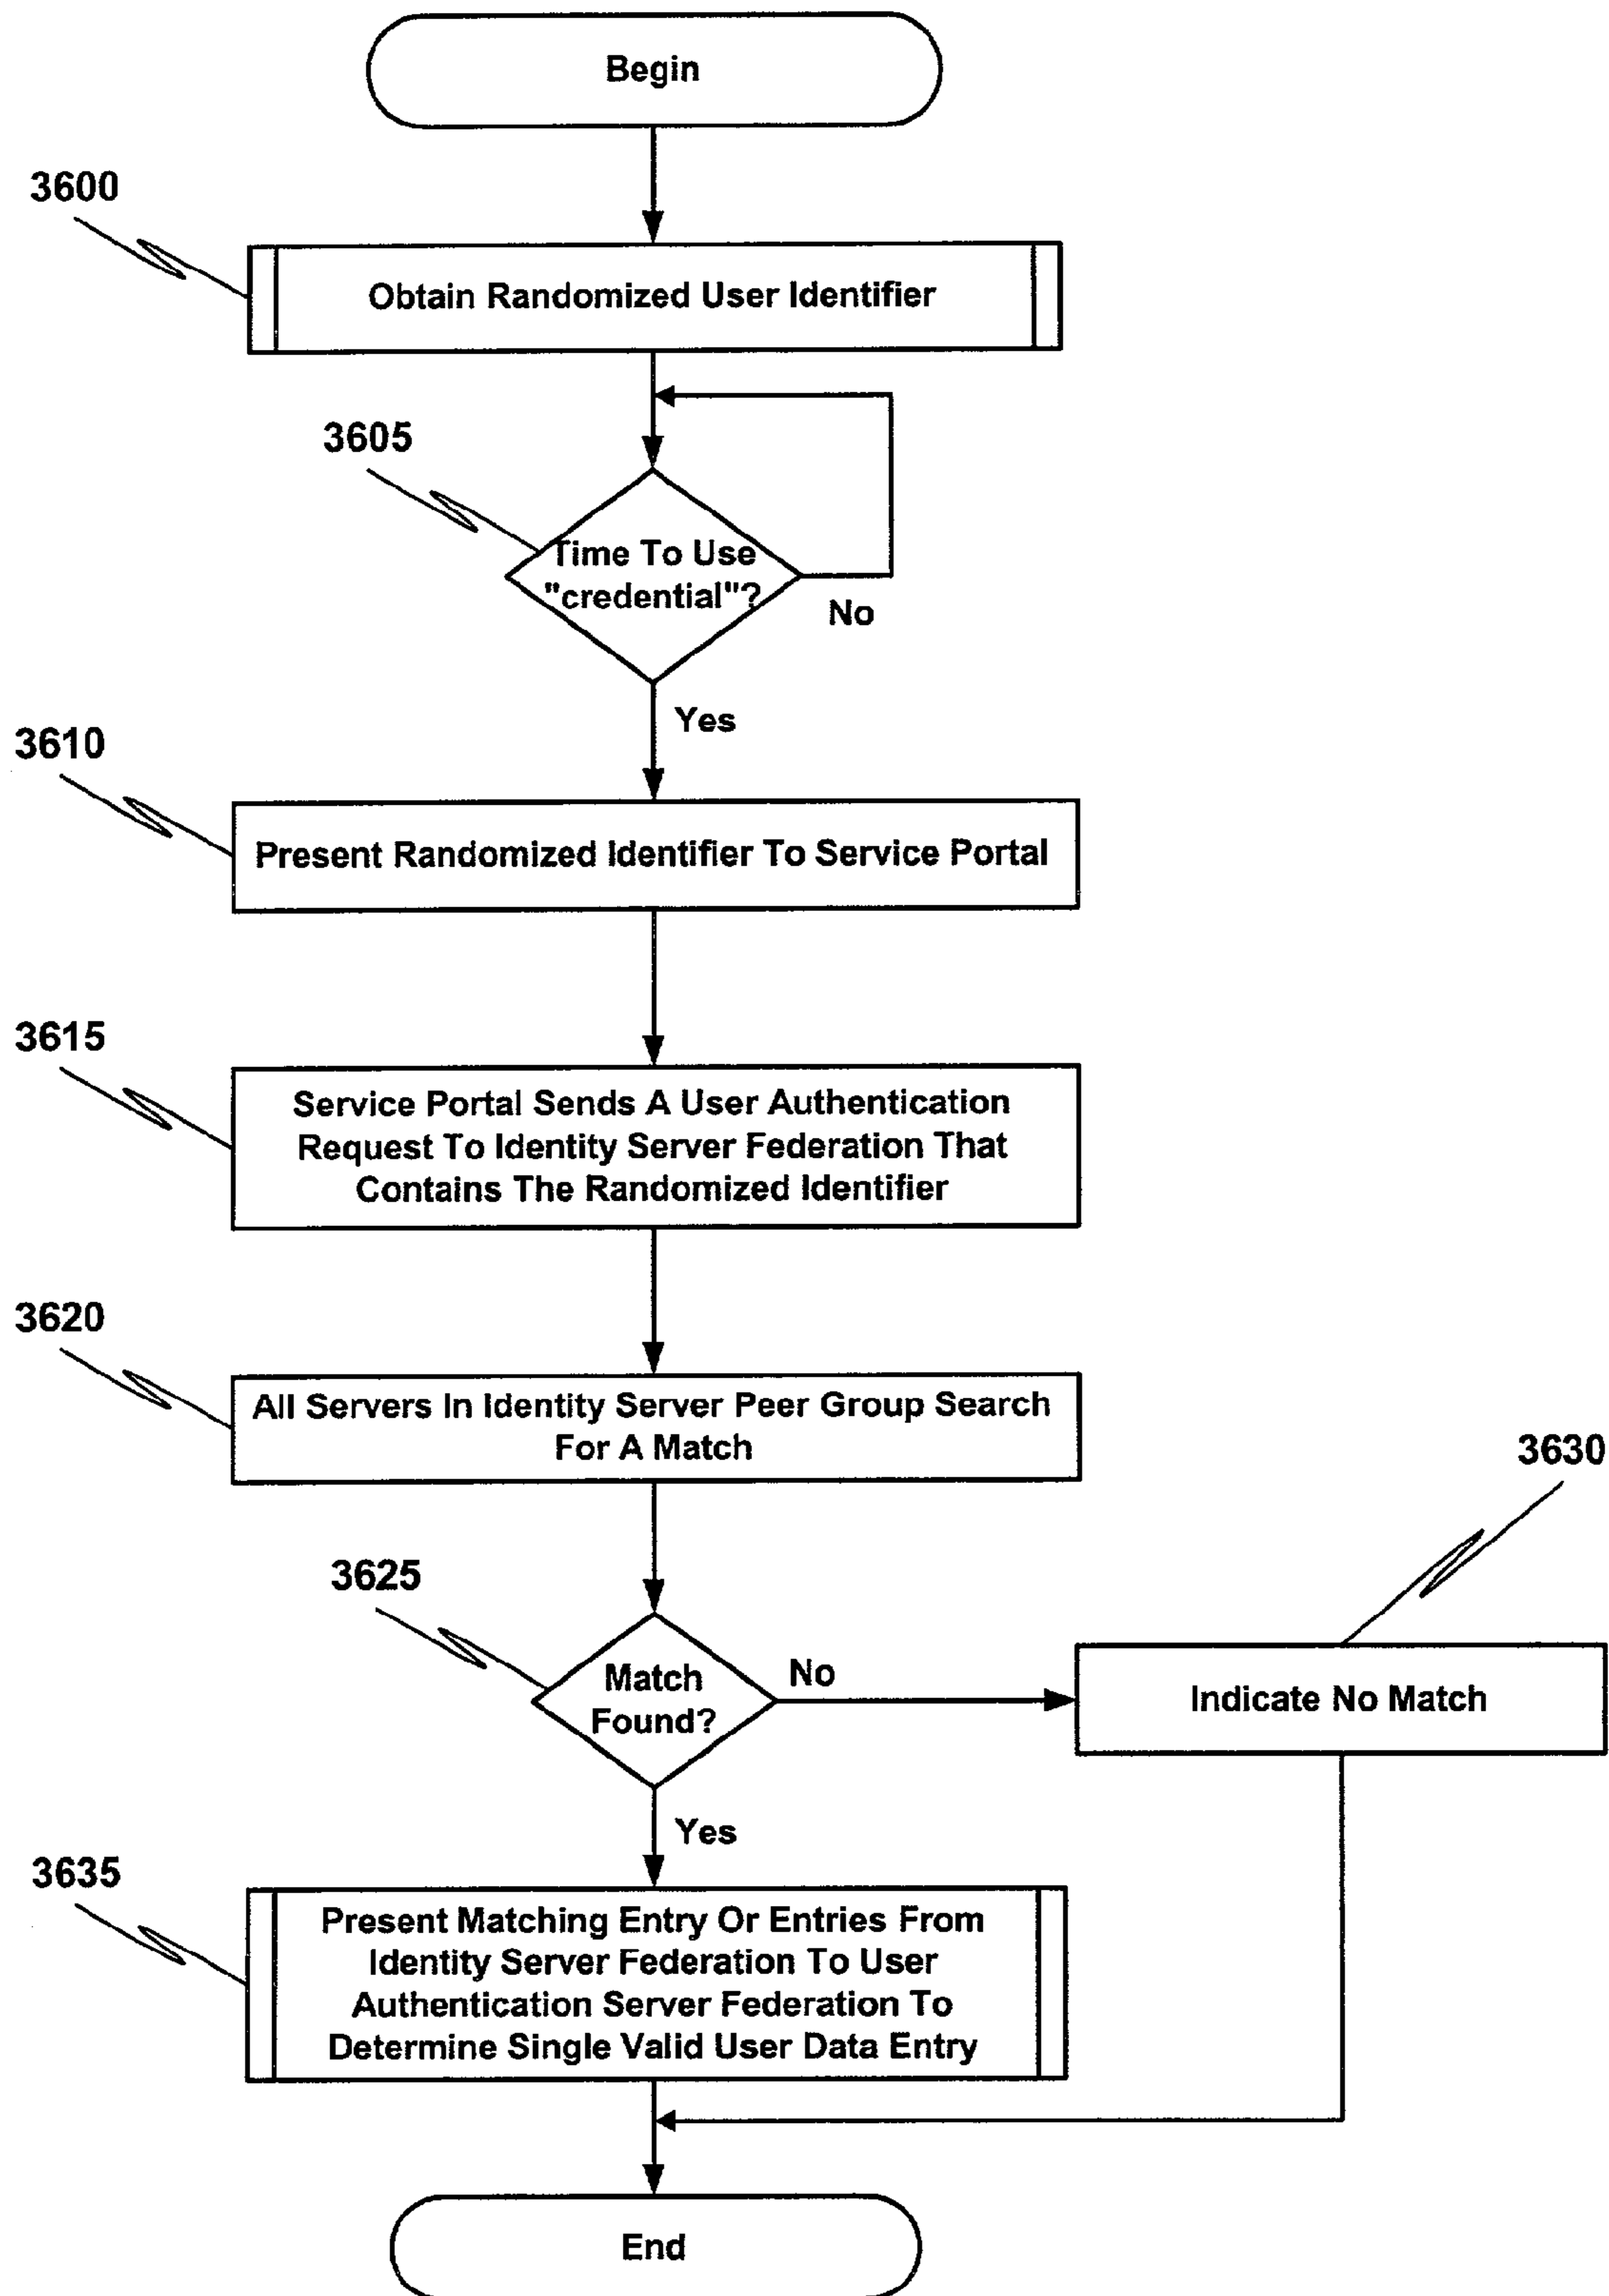 Begin
3600
Obtain Randomized User Identifier
3605
Time To Use
"credential"?
No
Yes
3610
Present Randomized Identifier To Service Portal
3615
Service Portal Sends A User Authentication
Request To Identity Server Federation That
Contains The Randomized Identifier
3620
All Servers In Identity Server Peer Group Search
For A Match
3630
3625
Match
Found?
No
Indicate No Match
Yes
3635
Present Matching Entry Or Entries From
Identity Server Federation To User
Authentication Server Federation To
Determine Single Valid User Data Entry
End